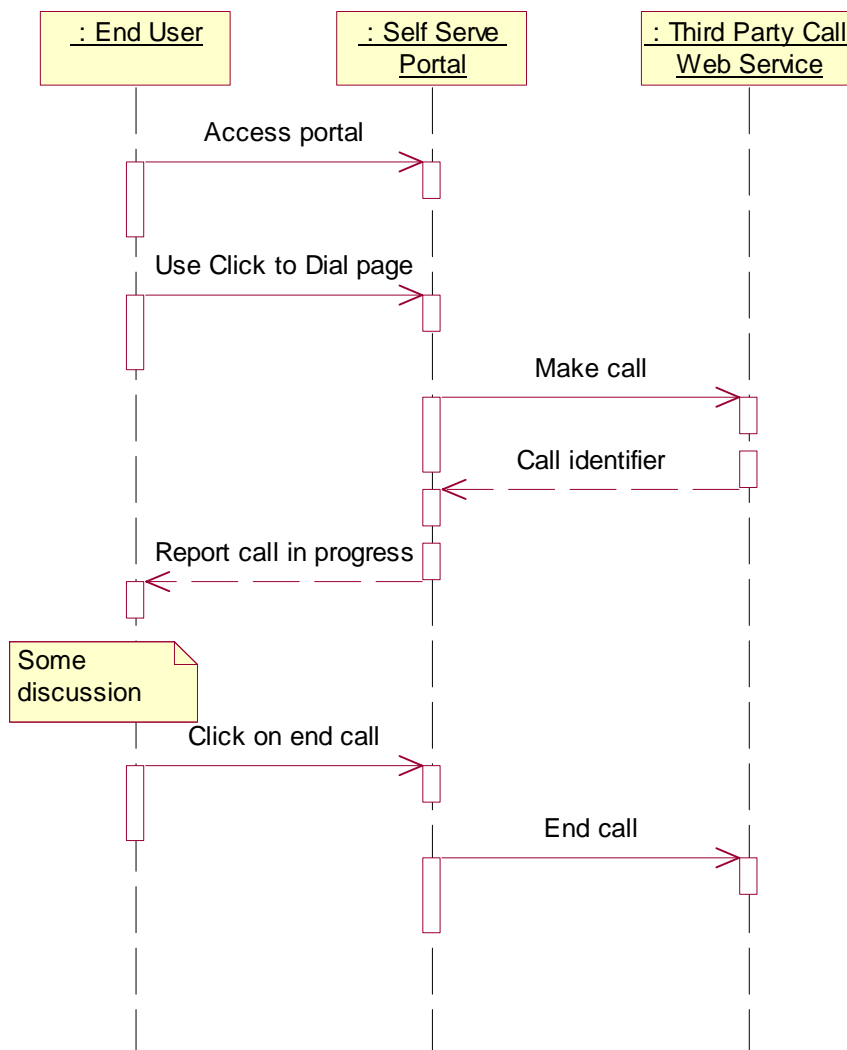 : End User
: Self Serve
Portal
: Third Party Call
Web Service
Access portal
Use Click to Dial page
Make call
Call identifier
Report call in progress
Some
discussion
Click on end call
End call